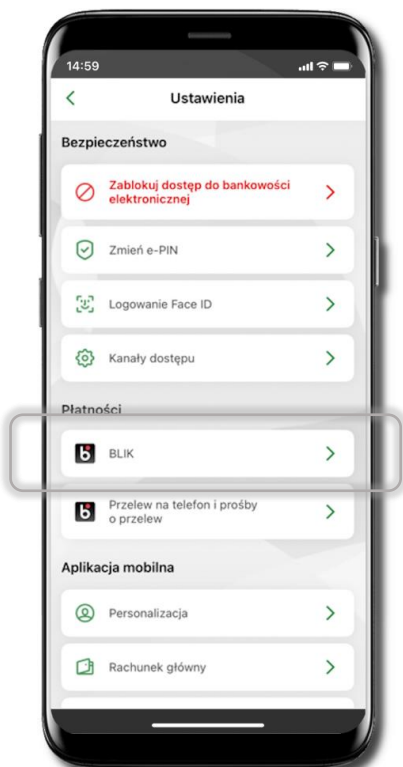 14:59
Ustawienia
Bezpieczeństwo
Zablokuj dostęp do bankowości
elektronicznej
Zmień e-PIN
Logowanie Face ID
Kanały dostępu
Płatności
BLIK
Przelew na telefon i prośby
o przelew
Aplikacja mobilna
Personalizacja
Rachunek główny